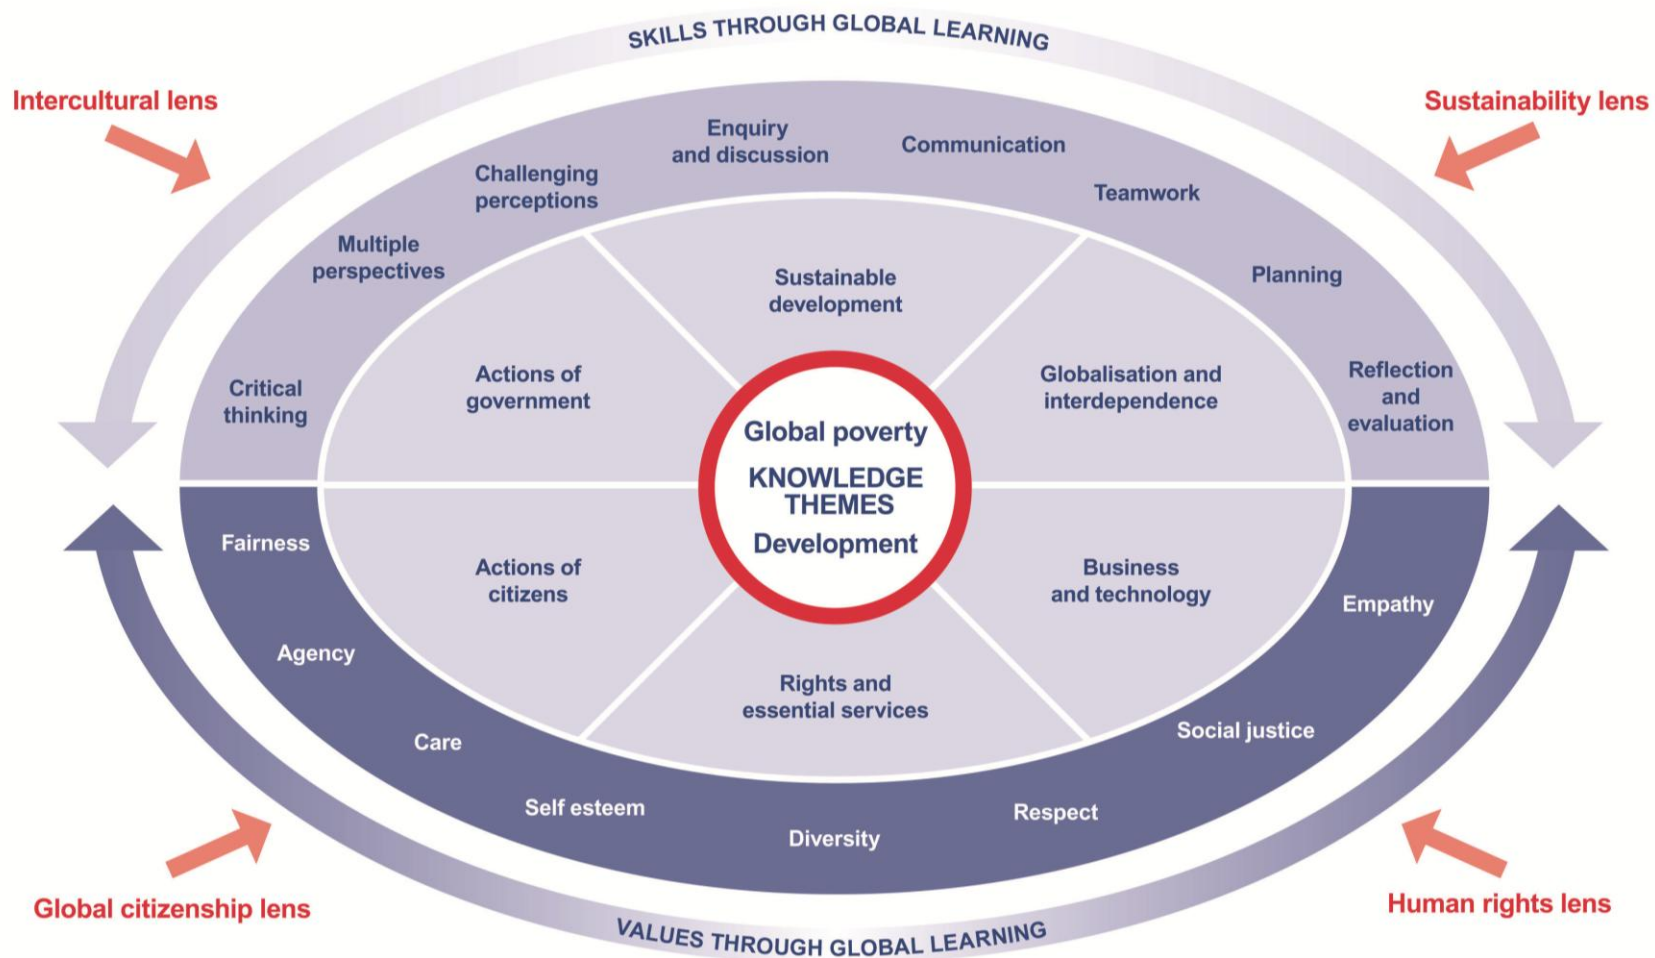 SKILLS THROUGH GLOBAL LEARNING
Intercultural lens
Sustainability lens
Enquiry
and discussion
Communication
Challenging
perceptions
Teamwork
Multiple
perspectives
Planning
Critical
thinking
Reflection
and
evaluation
Sustainable
development
Actions of
government
Globalisation and
interdependence
Global poverty
KNOWLEDGE
THEMES
Development
Actions of
citizens
Business
and technology
Rights and
essential services
Fairness
Agency
Care
Self esteem
Diversity
Respect
Social justice
Empathy
Global citizenship lens
Human rights lens
VALUES THROUGH GLOBAL LEARNING